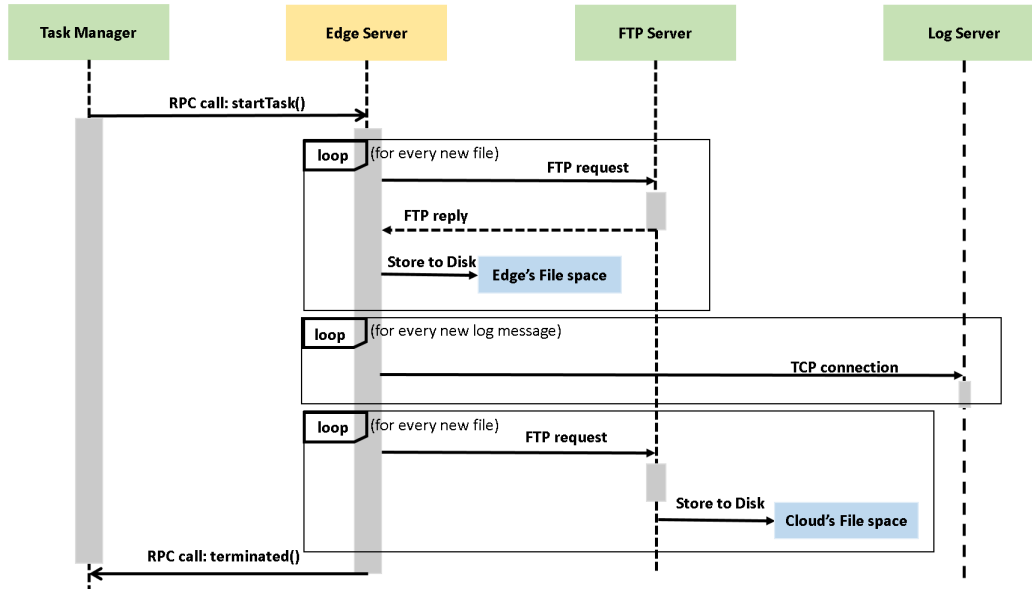 Task Manager
Edge Server
FTP Server
Log Server
RPC call: startTask()
loop
(for every new file)
FTP request
FTP reply
Store to Disk
Edge's File space
loop
(for every new log message)
TCP connection
loop
(for every new file)
FTP request
Store to Disk
Cloud's File space
RPC call: terminated()